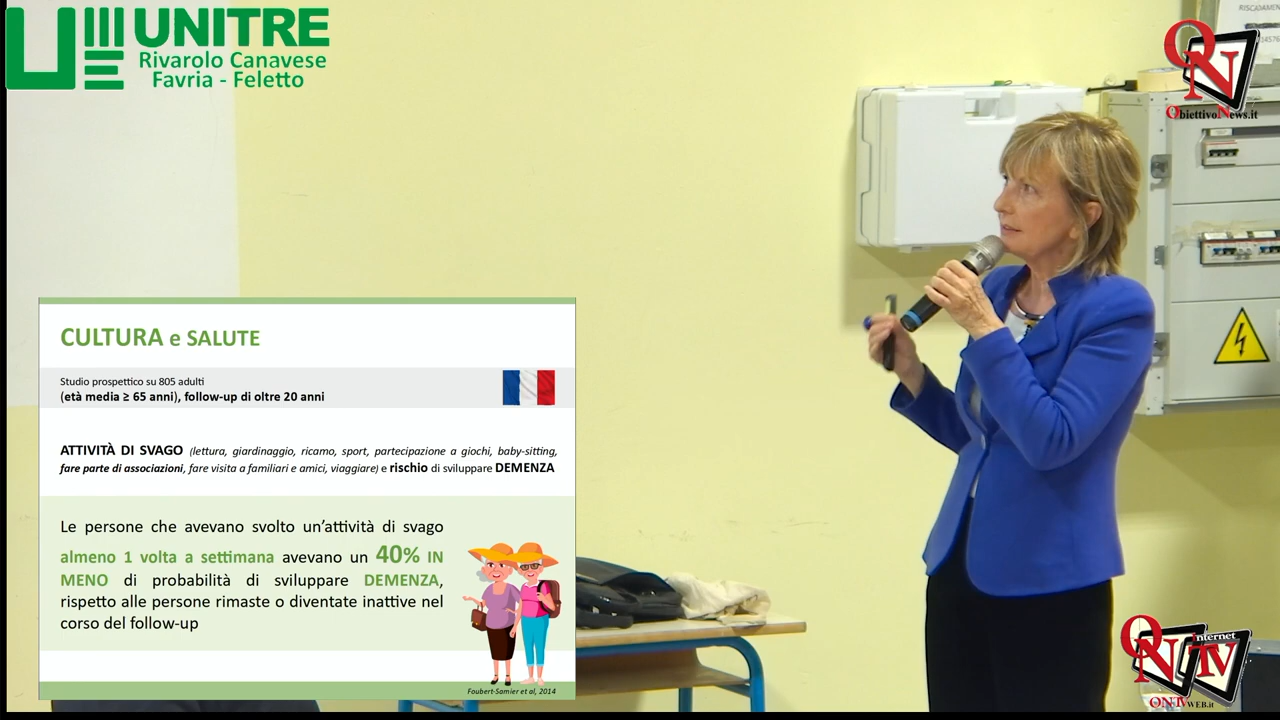 UNITRE
Rivarolo Canavese
Favria - Feletto
RISCADAMEN
ON
ObiettivoNews.it
CULTURA e SALUTE
Studio prospettico su 805 adulti
(età media ≥ 65 anni), follow-up di oltre 20 anni
ATTIVITÀ DI SVAGO (lettura, giardinaggio, ricamo, sport, partecipazione a giochi, baby-sitting,
fare parte di associazioni, fare visita a familiari e amici, viaggiare) e rischio di sviluppare DEMENZA
Le persone che avevano svolto un'attività di svago
almeno 1 volta a settimana avevano un 40% IN
MENO di probabilità di sviluppare DEMENZA,
rispetto alle persone rimaste o diventate inattive nel
corso del follow-up
Foubert-Samier et al, 2014
internet
ON TV
ONTVWEB.it